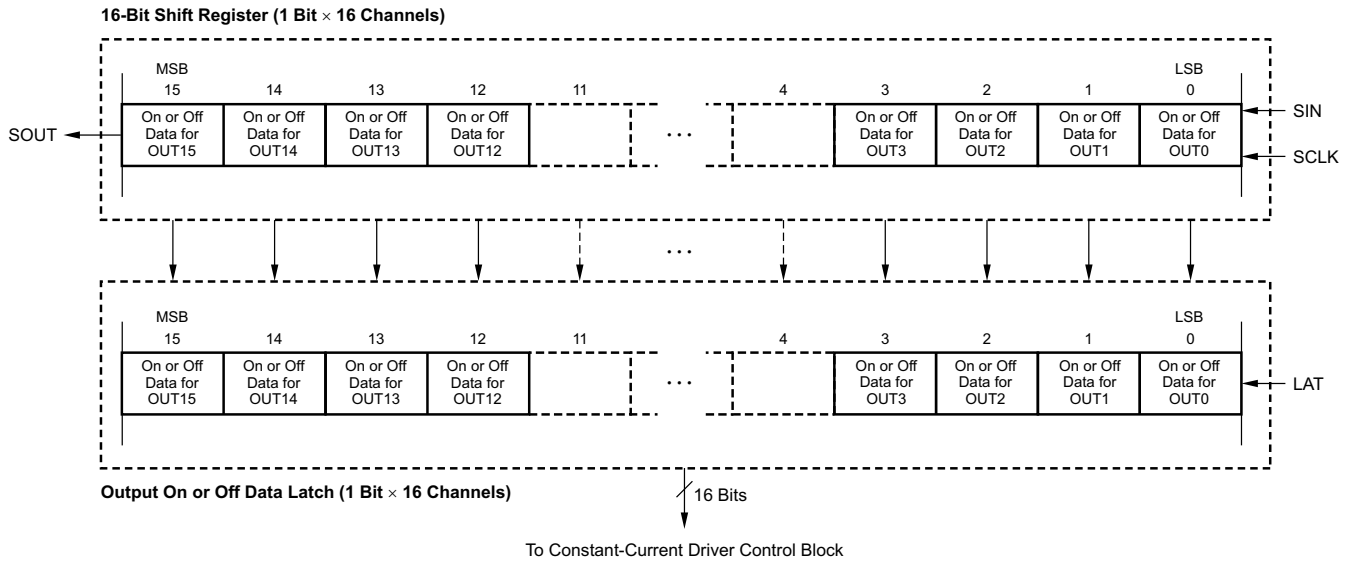 16-Bit Shift Register (1 Bit × 16 Channels)
MSB LSB
15 14 13 12 11 4 3 2 1 0
SOUT
On or Off Data for OUT15
On or Off Data for OUT14
On or Off Data for OUT13
On or Off Data for OUT12
...
On or Off Data for OUT3
On or Off Data for OUT2
On or Off Data for OUT1
On or Off Data for OUT0
SIN
SCLK
...
MSB LSB
15 14 13 12 11 4 3 2 1 0
On or Off Data for OUT15
On or Off Data for OUT14
On or Off Data for OUT13
On or Off Data for OUT12
...
On or Off Data for OUT3
On or Off Data for OUT2
On or Off Data for OUT1
On or Off Data for OUT0
LAT
Output On or Off Data Latch (1 Bit × 16 Channels)
16 Bits
To Constant-Current Driver Control Block